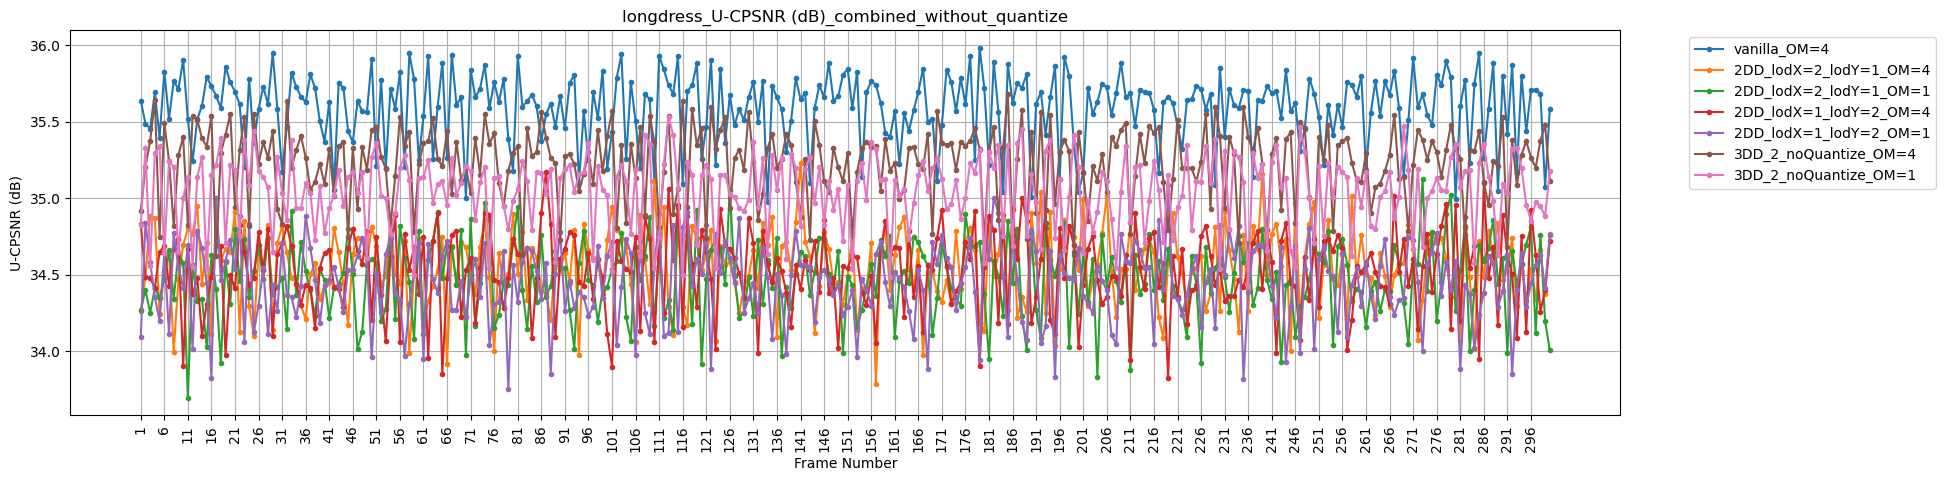 longdress_U-CPSNR (dB)_combined_without_quantize
U-CPSNR (dB)
36.0
35.5
35.0
34.5
34.0
1 6 11 16 21 26 31 36 41 46 51 56 61 66 71 76 81 86 91 96 101 106 111 116 121 126 131 136 141 146 151 156 161 166 171 176 181 186 191 196 201 206 211 216 221 226 231 236 241 246 251 256 261 266 271 276 281 286 291 296
Frame Number
vanilla_OM=4
2DD_lodX=2_lodY=1_OM=4
2DD_lodX=2_lodY=1_OM=1
2DD_lodX=1_lodY=2_OM=4
2DD_lodX=1_lodY=2_OM=1
3DD_2_noQuantize_OM=4
3DD_2_noQuantize_OM=1